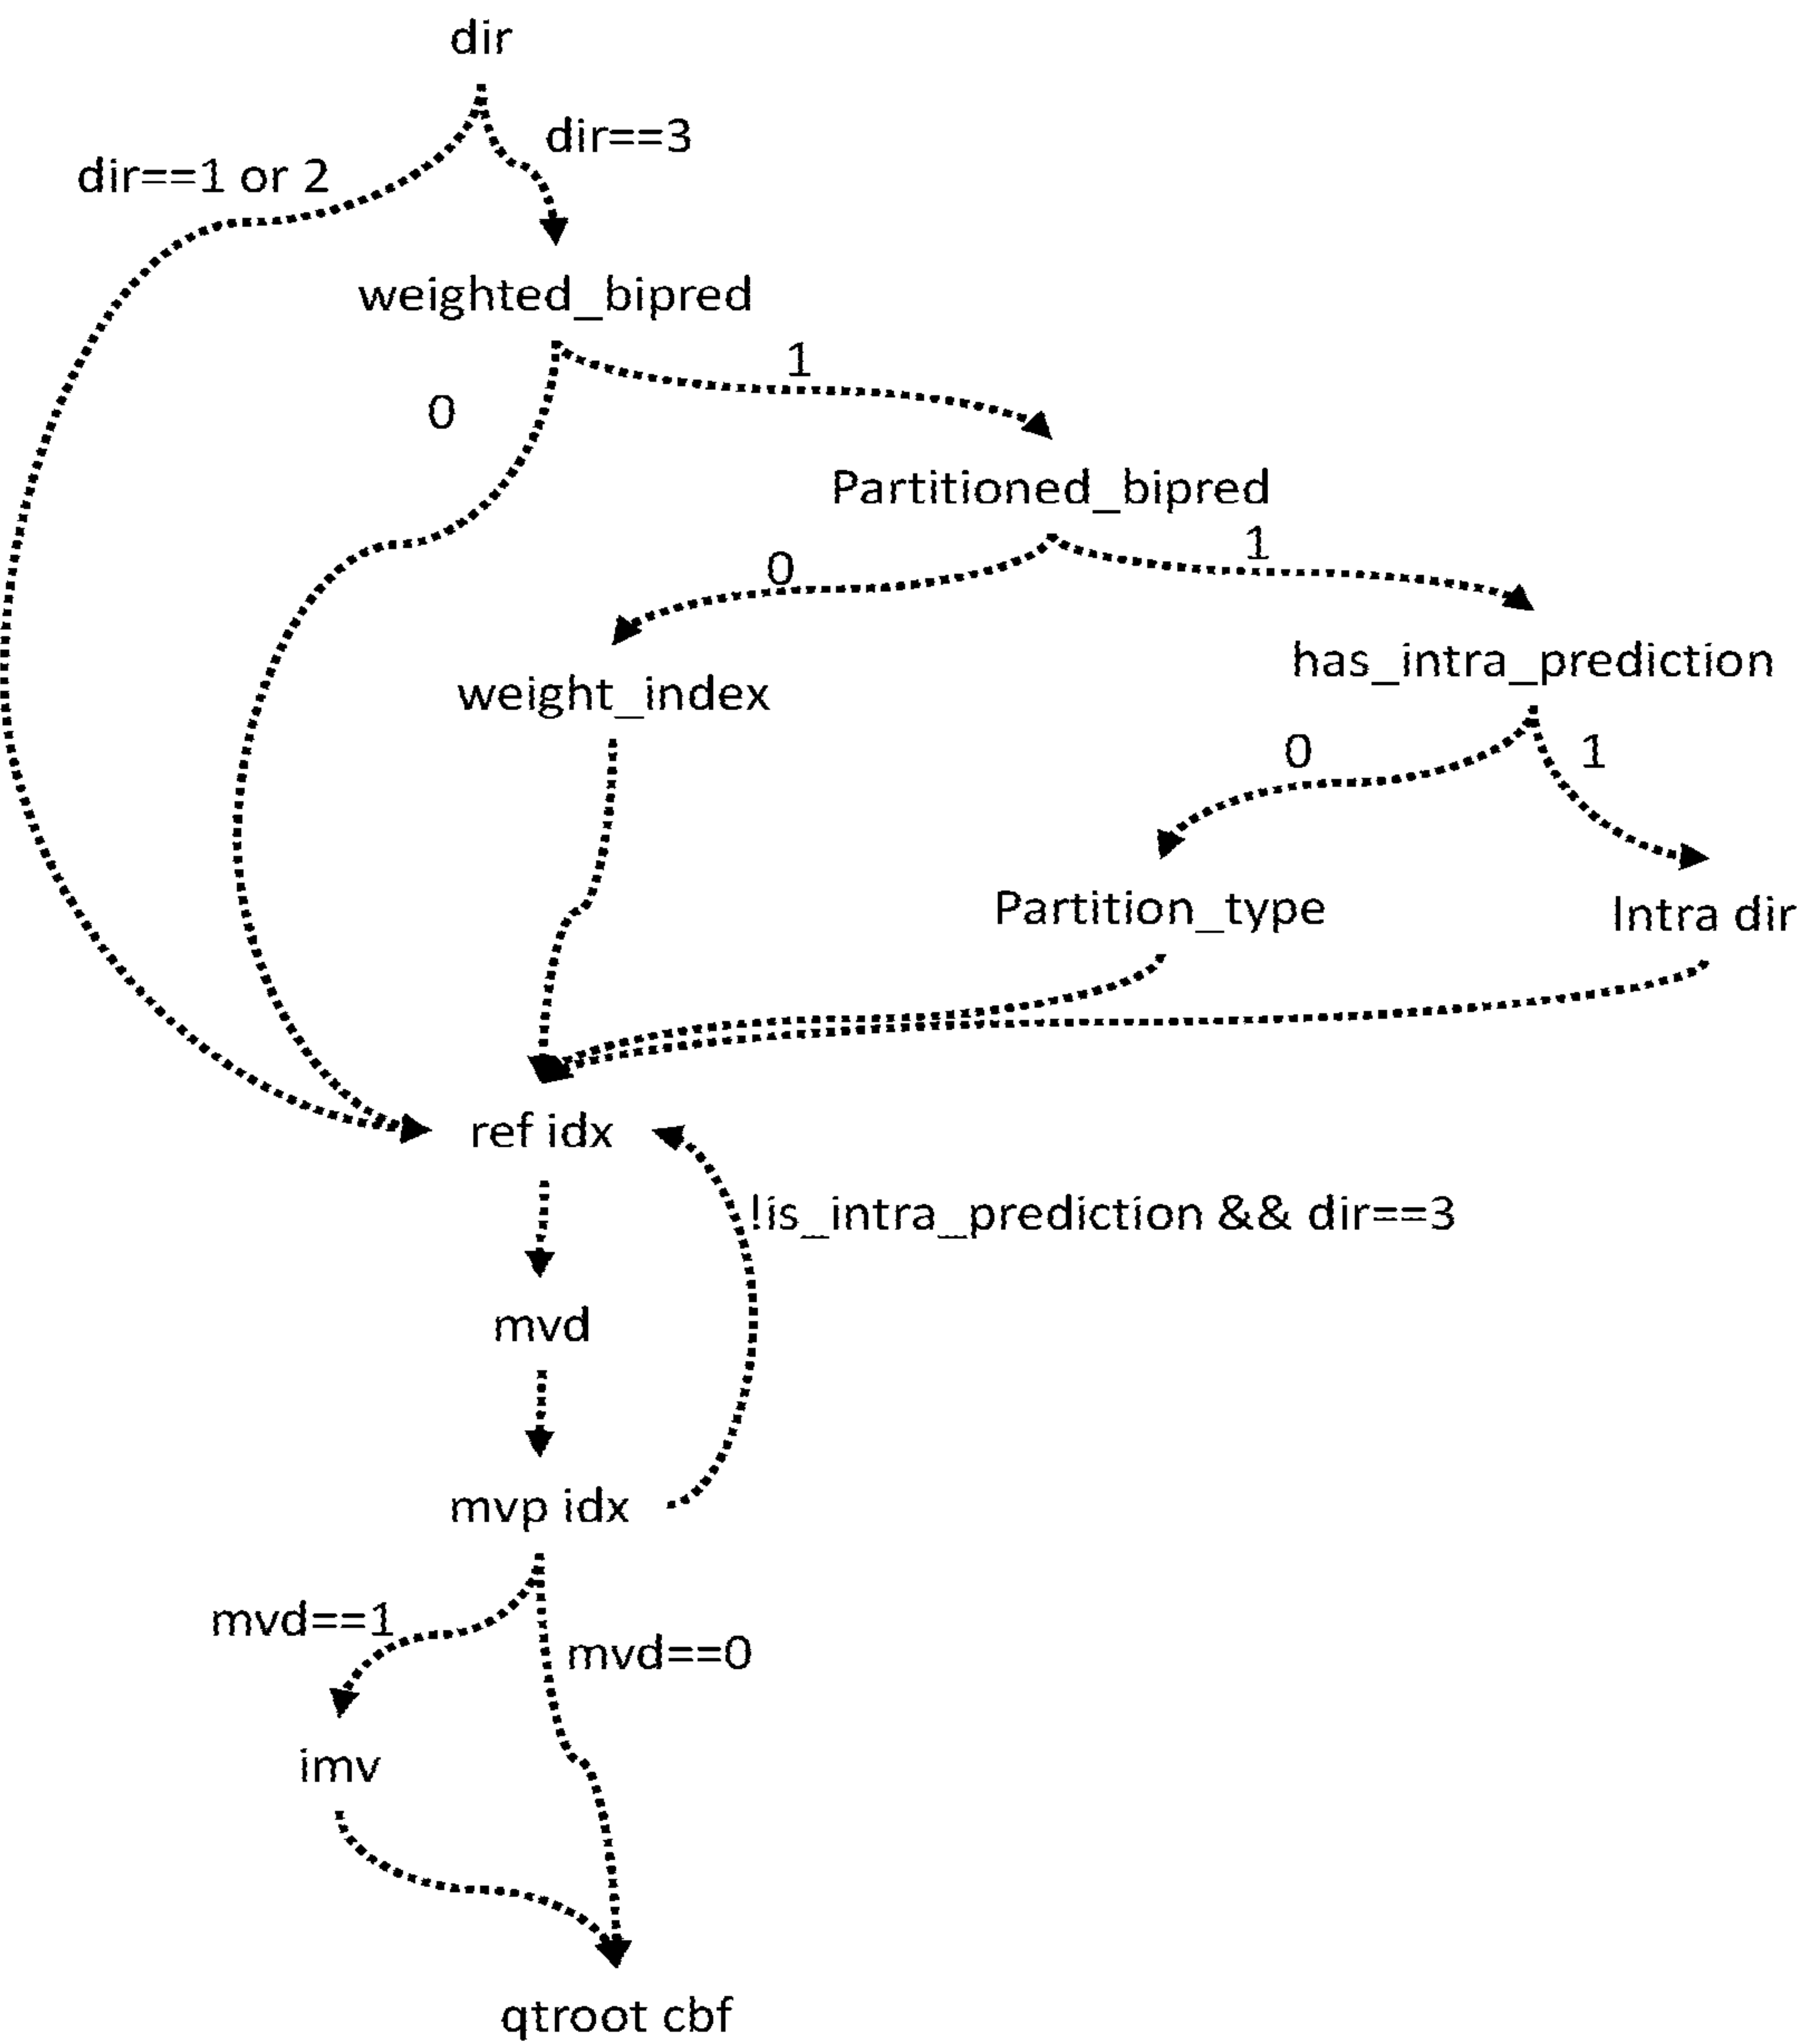 dir
dir==3
dir==1 or 2
weighted_bipred
1
0
Partitioned_bipred
1
0
has_intra_prediction
weight_index
0
1
Partition_type
Intra dir
ref idx
!is_intra_prediction && dir==3
mvd
mvp idx
mvd==1
mvd==0
imv
qtroot cbf